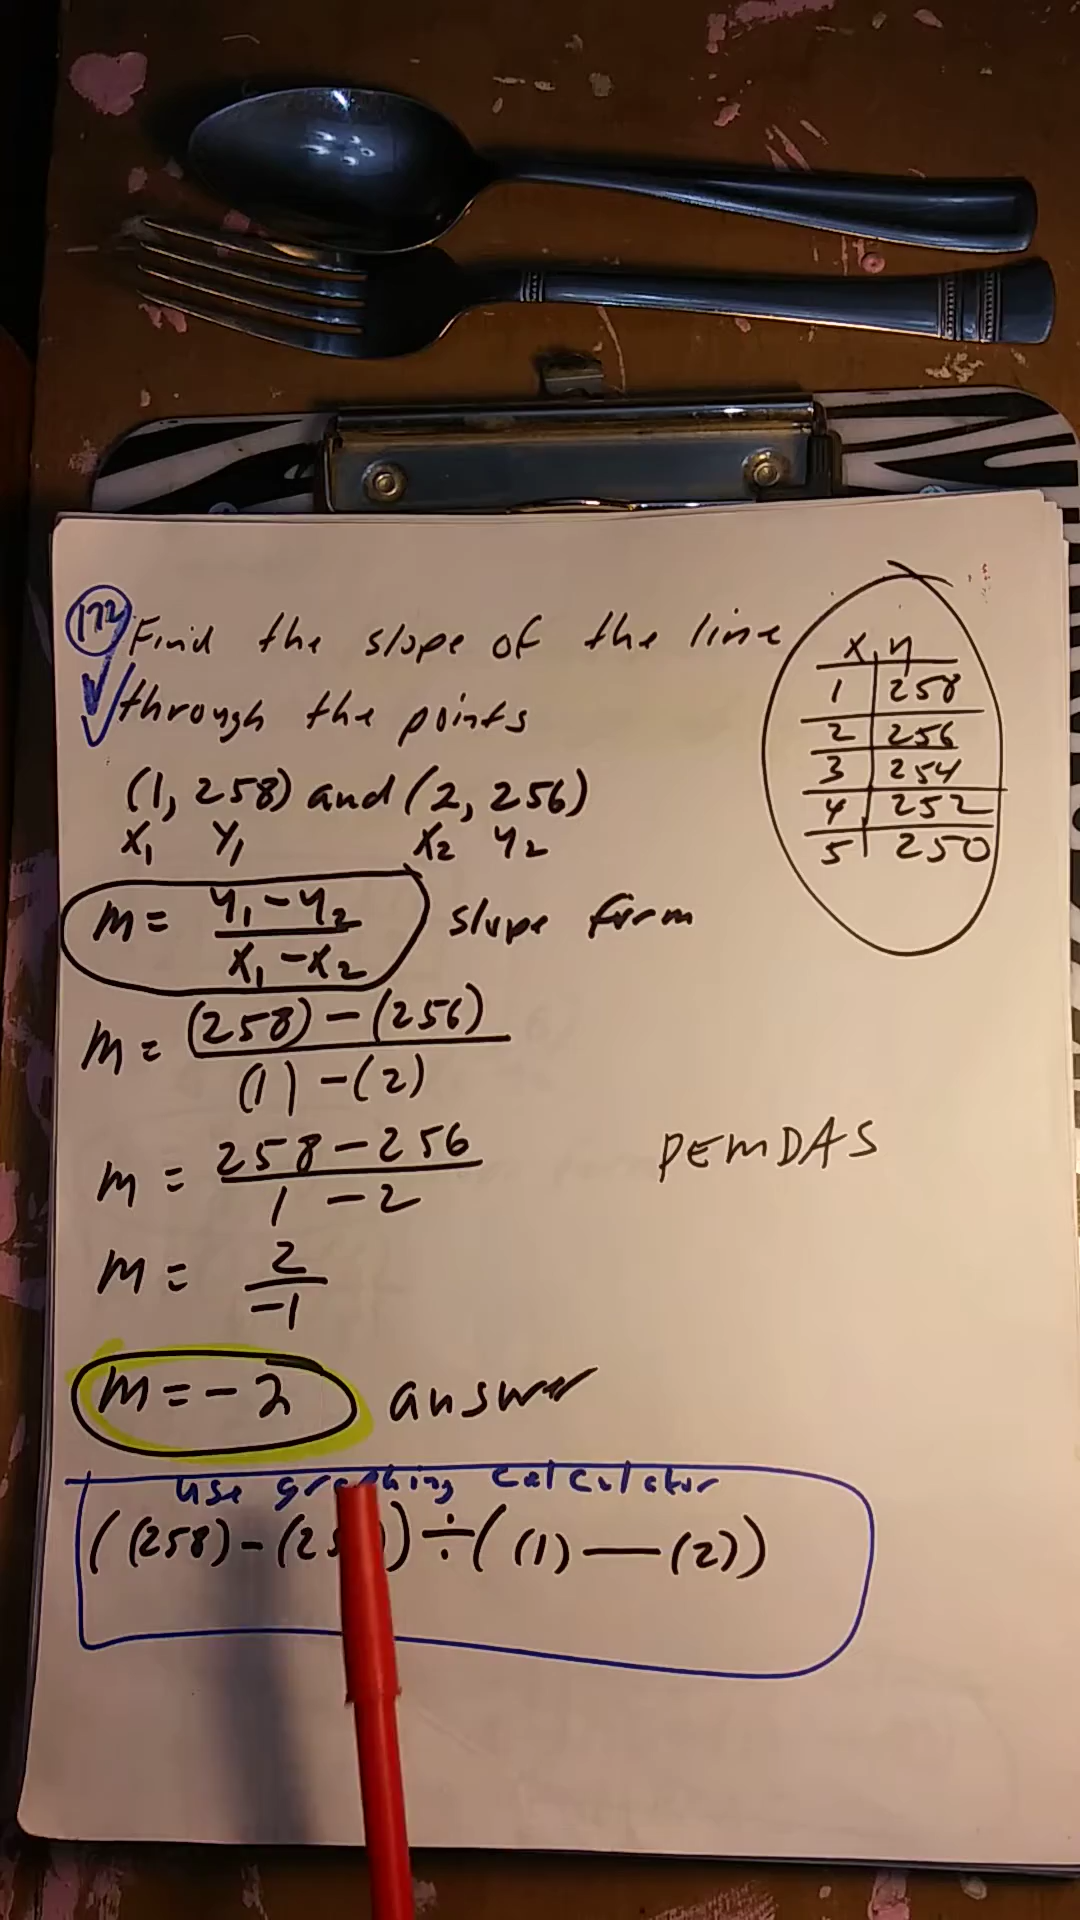 172 Find the slope of the line
through the points
(1, 258) and (2, 256)
x₁ y₁ x₂ y₂
m = y₁ - y₂ / x₁ - x₂ slope form
m = (258) - (256) / (1) - (2)
m = 258 - 256 / 1 - 2
m = 2 / -1
m = -2 answer
x y
1 258
2 256
3 254
4 252
5 250
PEMDAS
use graphing calculator
((258) - (25 )) ÷ ((1) — (2))